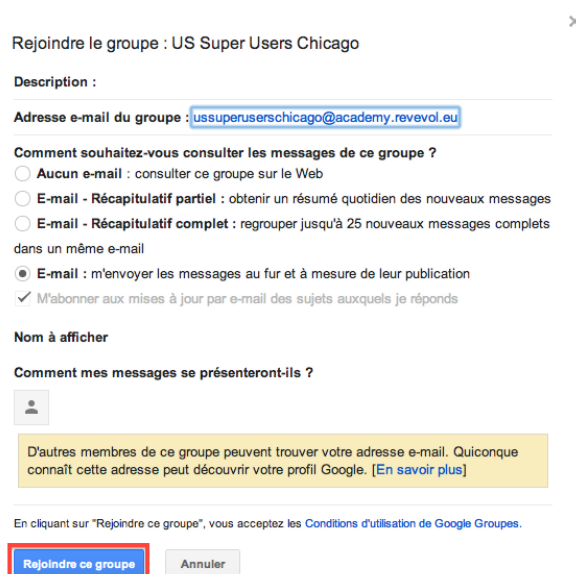 Rejoindre le groupe : US Super Users Chicago
Description :
Adresse e-mail du groupe : ussuperuserschicago@academy.revevol.eu
Comment souhaitez-vous consulter les messages de ce groupe ?
Aucun e-mail : consulter ce groupe sur le Web
E-mail - Récapitulatif partiel : obtenir un résumé quotidien des nouveaux messages
E-mail - Récapitulatif complet : regrouper jusqu'à 25 nouveaux messages complets
dans un même e-mail
E-mail : m'envoyer les messages au fur et à mesure de leur publication
M'abonner aux mises à jour par e-mail des sujets auxquels je réponds
Nom à afficher
Comment mes messages se présenteront-ils ?
D'autres membres de ce groupe peuvent trouver votre adresse e-mail. Quiconque
connaît cette adresse peut découvrir votre profil Google. [En savoir plus]
En cliquant sur "Rejoindre ce groupe", vous acceptez les Conditions d'utilisation de Google Groupes.
Rejoindre ce groupe Annuler